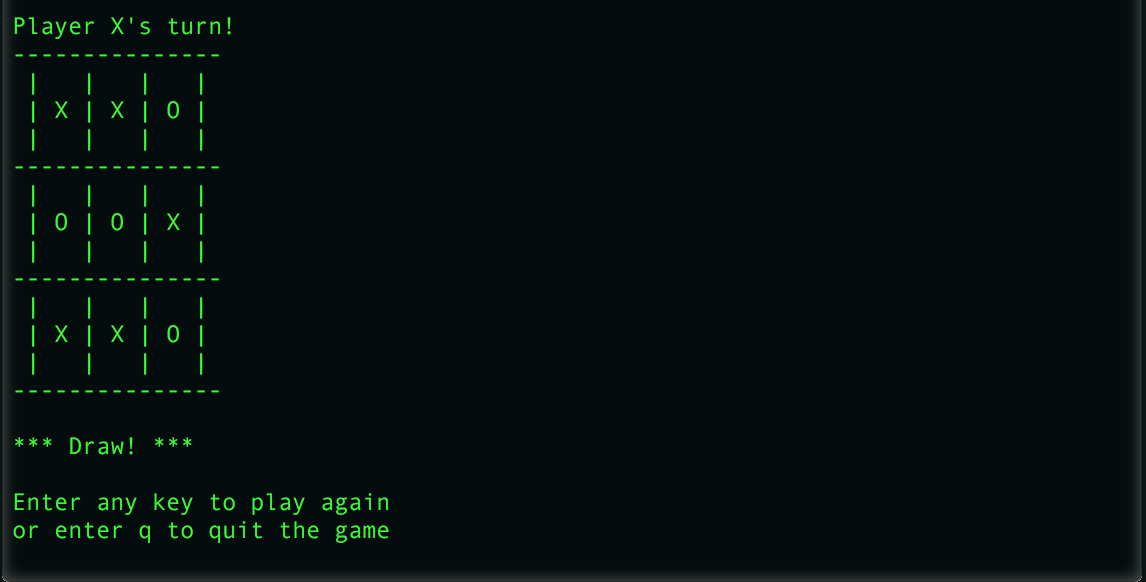 Player X's turn!
---------------
 |   |   |   |
 | X | X | O |
 |   |   |   |
---------------
 |   |   |   |
 | O | O | X |
 |   |   |   |
---------------
 |   |   |   |
 | X | X | O |
 |   |   |   |
---------------

*** Draw! ***

Enter any key to play again
or enter q to quit the game